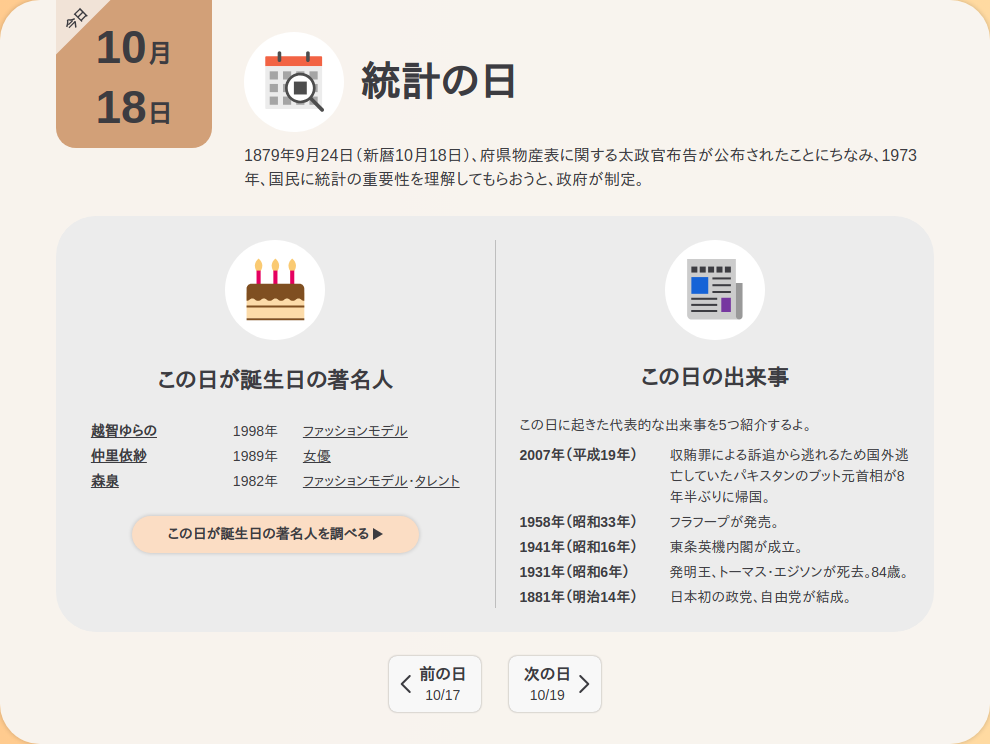 今日
10月
18日
統計の日
1879年9月24日（新暦10月18日）、府県物産表に関する太政官布告が公布されたことにちなみ、1973
年、国民に統計の重要性を理解してもらおうと、政府が制定。
この日が誕生日の著名人
越智ゆらの 1998年 ファッションモデル
仲里依紗 1989年 女優
森泉 1982年 ファッションモデル・タレント
この日が誕生日の著名人を調べる▶
この日の出来事
この日に起きた代表的な出来事を5つ紹介するよ。
2007年（平成19年） 収賄罪による訴追から逃れるため国外逃
亡していたパキスタンのブット元首相が8
年半ぶりに帰国。
1958年（昭和33年） フラフープが発売。
1941年（昭和16年） 東条英機内閣が成立。
1931年（昭和6年） 発明王、トーマス・エジソンが死去。84歳。
1881年（明治14年） 日本初の政党、自由党が結成。
前の日
10/17
次の日
10/19